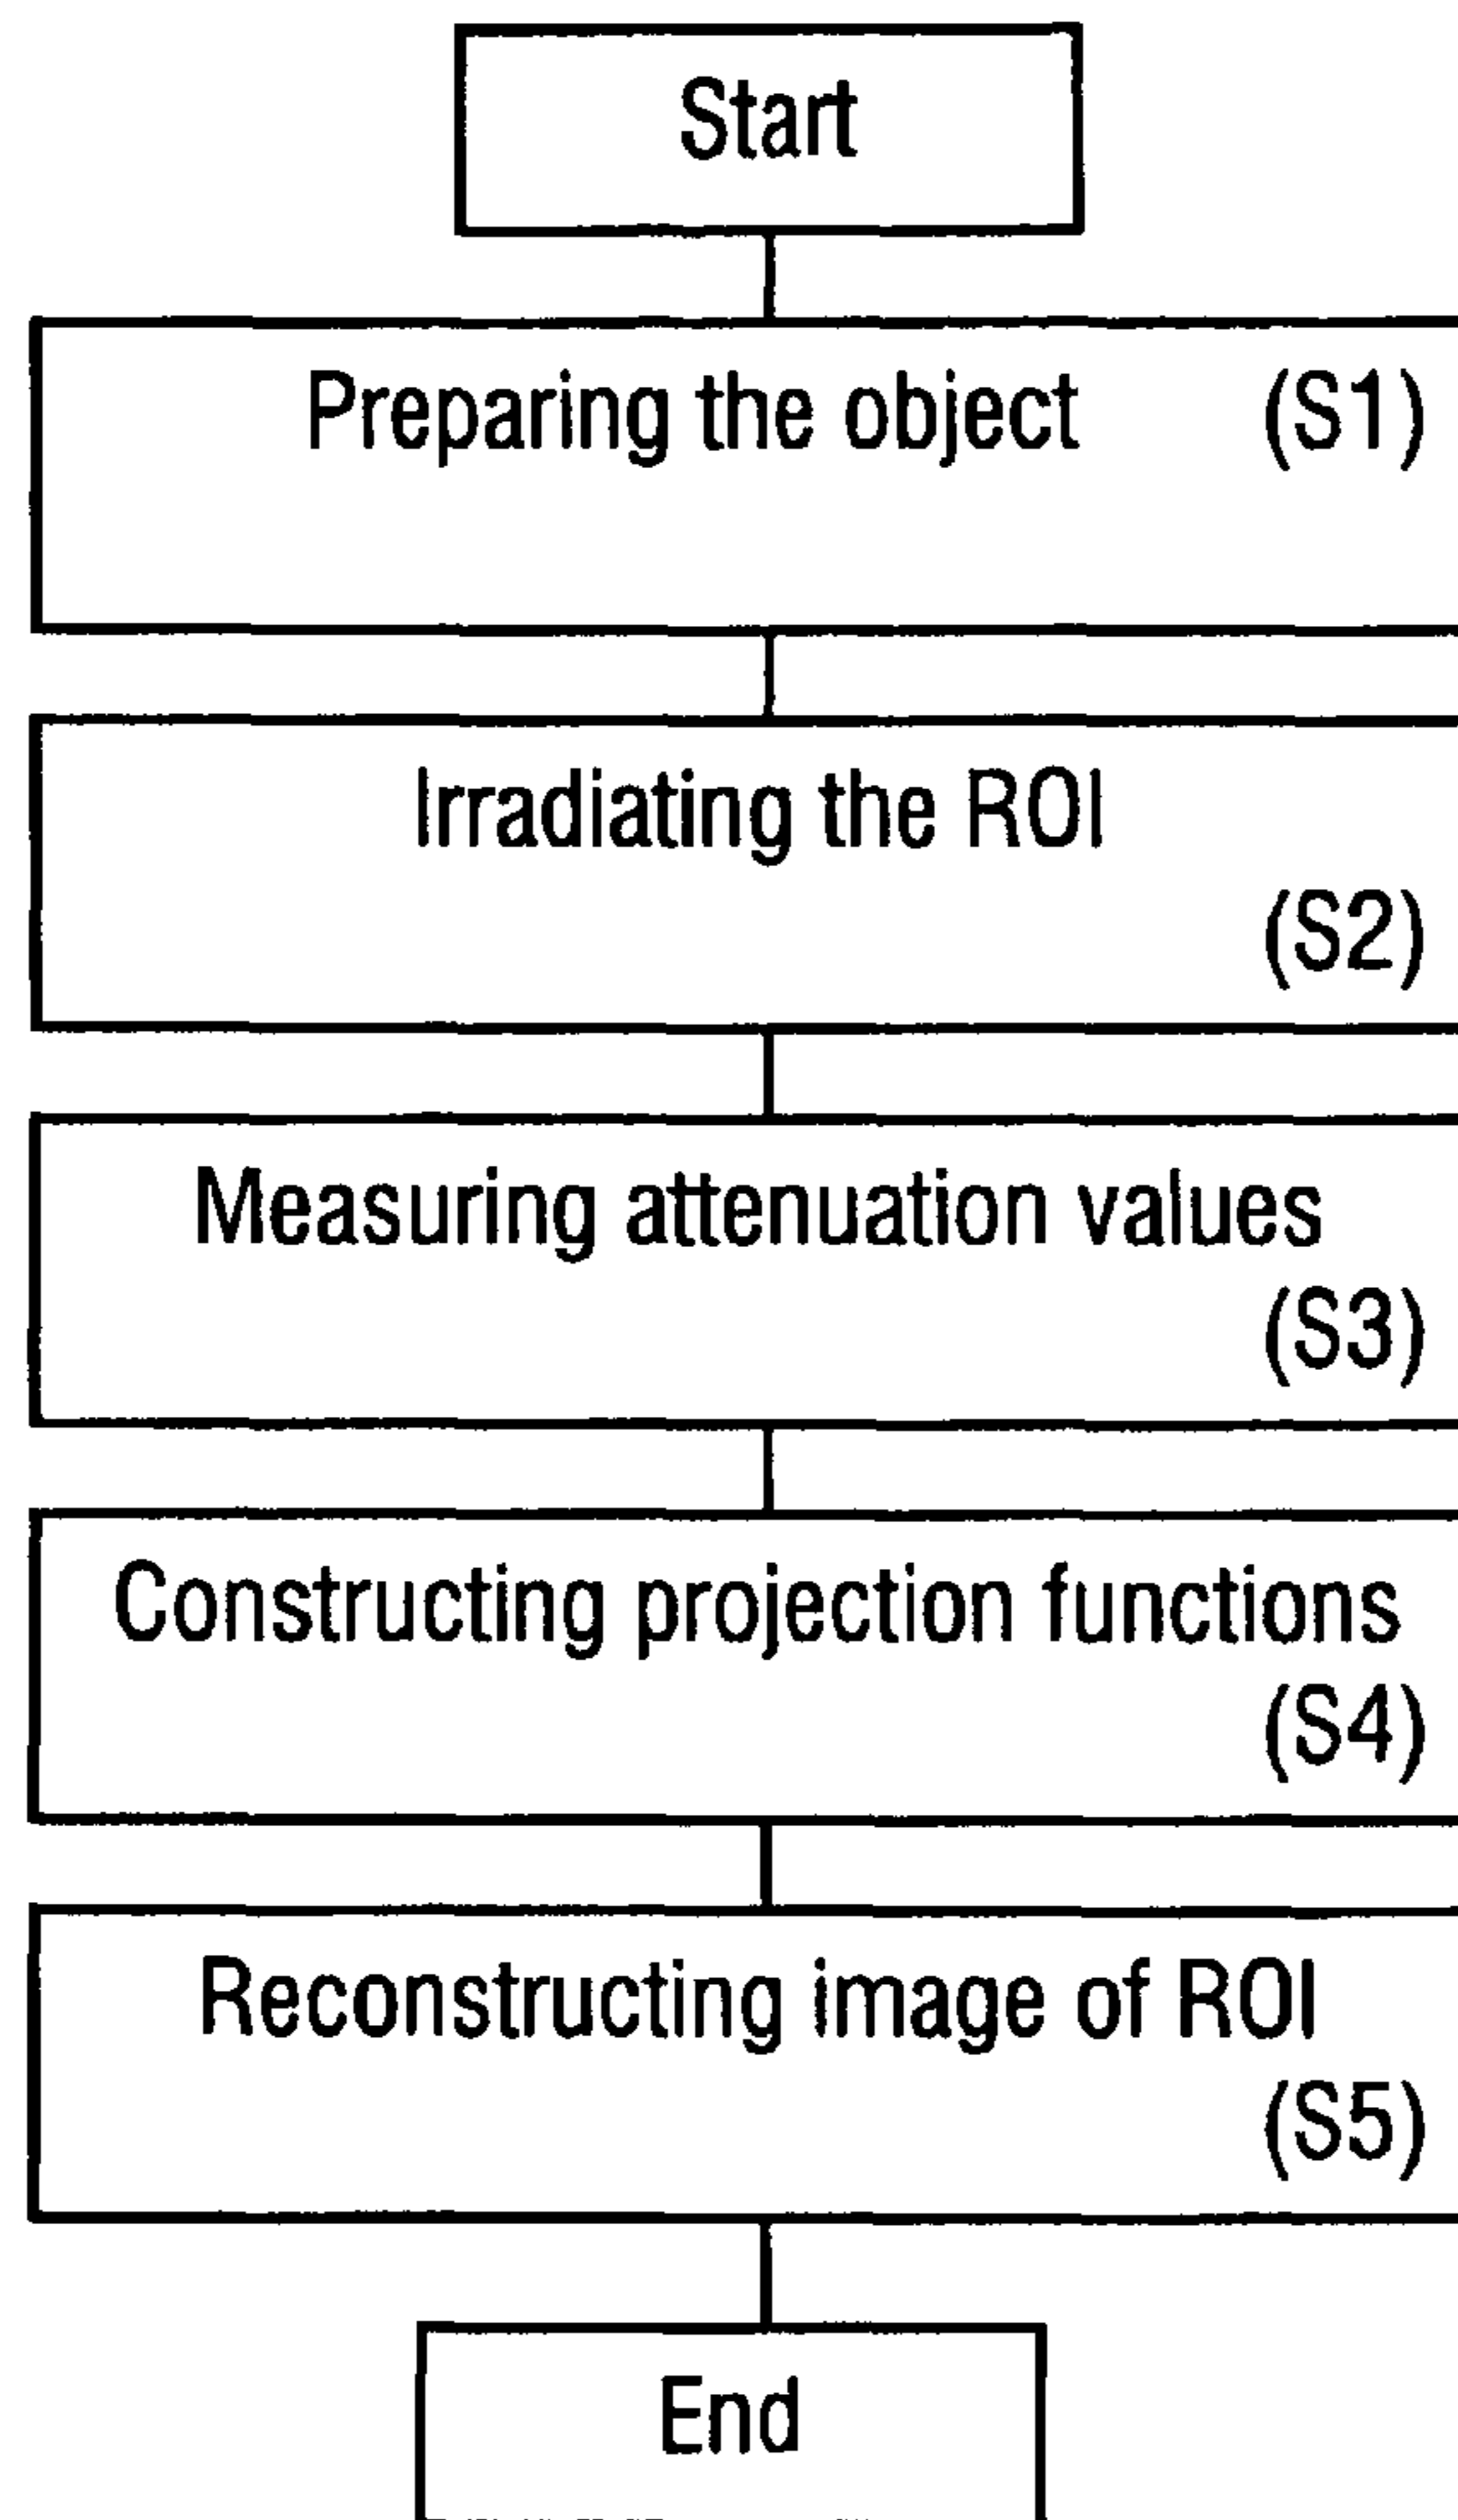 Start
Preparing the object (S1)
Irradiating the ROI
(S2)
Measuring attenuation values
(S3)
Constructing projection functions
(S4)
Reconstructing image of ROI
(S5)
End